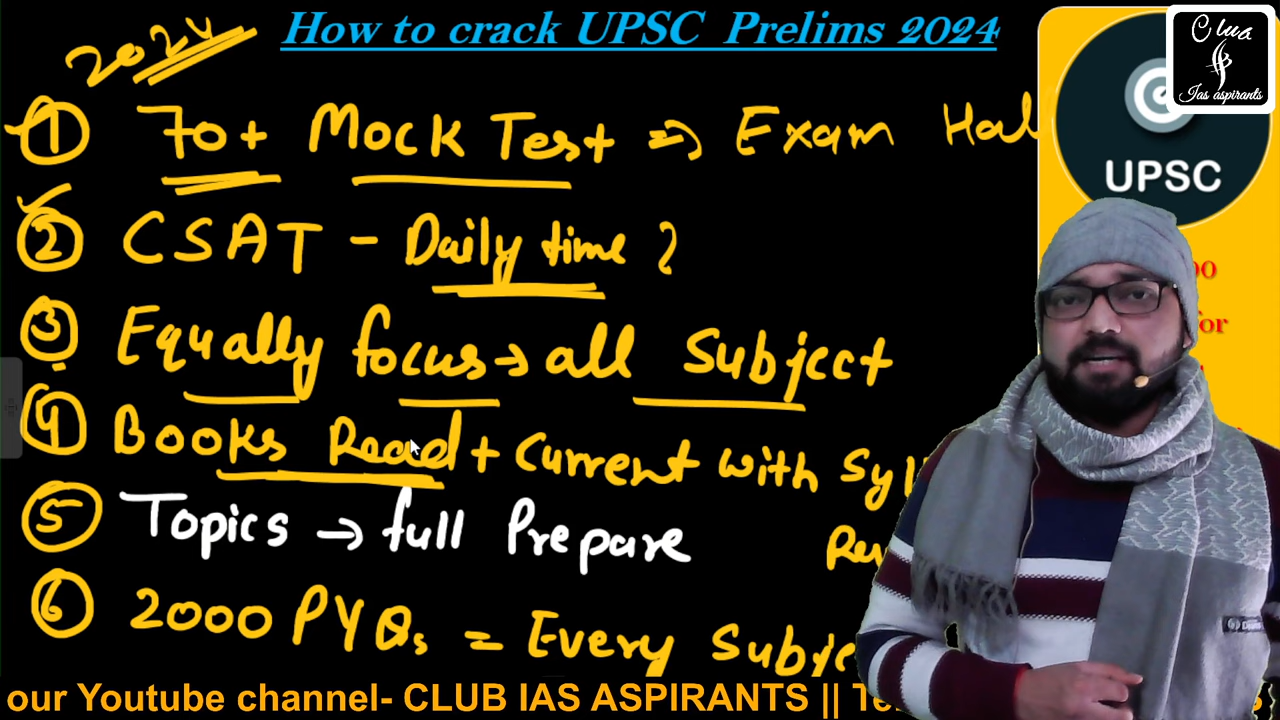 How to crack UPSC Prelims 2024
2024
Clua
Ias aspirants
UPSC
① 70+ Mock Test => Exam Hal
② CSAT - Daily time ?
③ Equally focus → all Subject
④ Books Read + Current with Syl
⑤ Topics → full Prepare
⑥ 2000 PYQs = Every Subje
our Youtube channel- CLUB IAS ASPIRANTS ||